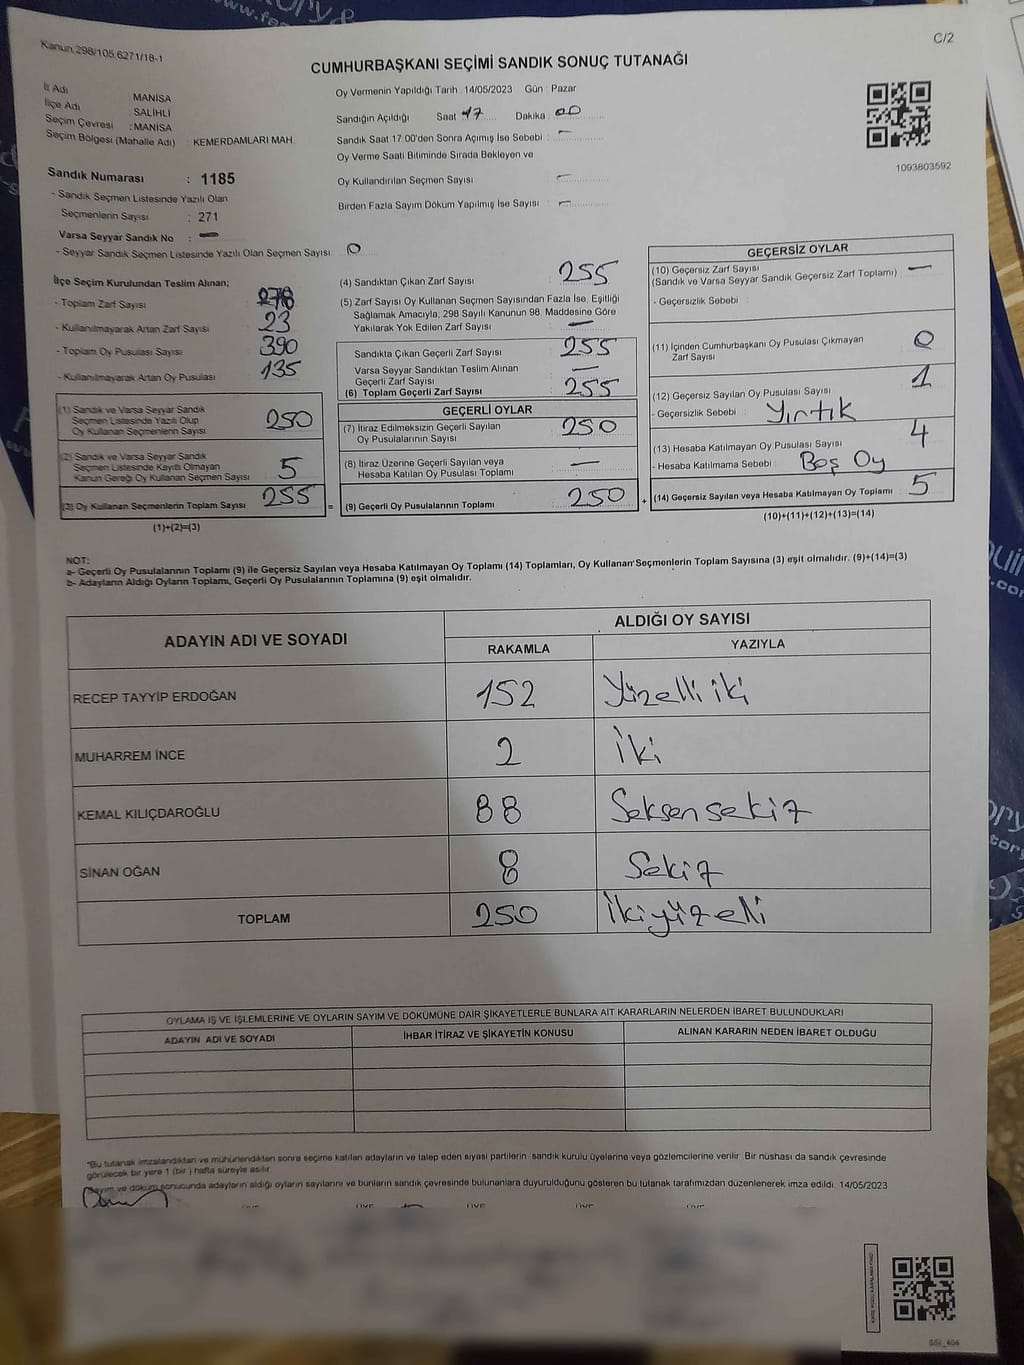 Kanun;298/105,6271/18-1
C/2
CUMHURBAŞKANI SEÇİMİ SANDIK SONUÇ TUTANAĞI
İl Adı MANİSA
İlçe Adı SALİHLİ
Seçim Çevresi : MANİSA
Seçim Bölgesi (Mahalle Adı) : KEMERDAMLARI MAH.
Sandık Numarası : 1185
- Sandık Seçmen Listesinde Yazılı Olan
Seçmenlerin Sayısı : 271
Varsa Seyyar Sandık No : —
- Seyyar Sandık Seçmen Listesinde Yazılı Olan Seçmen Sayısı: 0
Oy Vermenin Yapıldığı Tarih : 14/05/2023 Gün : Pazar
Sandığın Açıldığı Saat 17 Dakika : 00
Sandık Saat 17:00'den Sonra Açımış İse Sebebi : —
Oy Verme Saati Bitiminde Sırada Bekleyen ve
Oy Kullandırılan Seçmen Sayısı : —
Birden Fazla Sayım Döküm Yapılmış İse Sayısı : —
1093803592
İlçe Seçim Kurulundan Teslim Alınan;
- Toplam Zarf Sayısı 278
- Kullanılmayarak Artan Zarf Sayısı 23
- Toplam Oy Pusulası Sayısı 390
- Kullanılmayarak Artan Oy Pusulası 135
(1) Sandık ve Varsa Seyyar Sandık
Seçmen Listesinde Yazılı Olup
Oy Kullanan Seçmenlerin Sayısı 250
(2) Sandık ve Varsa Seyyar Sandık
Seçmen Listesinde Kayıtlı Olmayan
Kanun Gereği Oy Kullanan Seçmen Sayısı 5
(3) Oy Kullanan Seçmenlerin Toplam Sayısı 255
(1)+(2)=(3)
=
(4) Sandıktan Çıkan Zarf Sayısı 255
(5) Zarf Sayısı Oy Kullanan Seçmen Sayısından Fazla İse, Eşitliği
Sağlamak Amacıyla; 298 Sayılı Kanunun 98. Maddesine Göre
Yakılarak Yok Edilen Zarf Sayısı —
Sandıkta Çıkan Geçerli Zarf Sayısı 255
Varsa Seyyar Sandıktan Teslim Alınan
Geçerli Zarf Sayısı —
(6) Toplam Geçerli Zarf Sayısı 255
GEÇERLİ OYLAR
(7) İtiraz Edilmeksizin Geçerli Sayılan
Oy Pusulalarının Sayısı 250
(8) İtiraz Üzerine Geçerli Sayılan veya
Hesaba Katılan Oy Pusulası Toplamı —
(9) Geçerli Oy Pusulalarının Toplamı 250
+
GEÇERSİZ OYLAR
(10) Geçersiz Zarf Sayısı
(Sandık ve Varsa Seyyar Sandık Geçersiz Zarf Toplamı) —
- Geçersizlik Sebebi :
(11) İçinden Cumhurbaşkanı Oy Pusulası Çıkmayan
Zarf Sayısı 0
(12) Geçersiz Sayılan Oy Pusulası Sayısı 1
- Geçersizlik Sebebi : Yırtık
(13) Hesaba Katılmayan Oy Pusulası Sayısı 4
- Hesaba Katılmama Sebebi : Boş Oy
(14) Geçersiz Sayılan veya Hesaba Katılmayan Oy Toplamı 5
(10)+(11)+(12)+(13)=(14)
NOT:
a- Geçerli Oy Pusulalarının Toplamı (9) ile Geçersiz Sayılan veya Hesaba Katılmayan Oy Toplamı (14) Toplamları, Oy Kullanan Seçmenlerin Toplam Sayısına (3) eşit olmalıdır. (9)+(14)=(3)
b- Adayların Aldığı Oyların Toplamı, Geçerli Oy Pusulalarının Toplamına (9) eşit olmalıdır.
ADAYIN ADI VE SOYADI
ALDIĞI OY SAYISI
RAKAMLA YAZIYLA
RECEP TAYYİP ERDOĞAN 152 Yüzelli iki
MUHARREM İNCE 2 İki
KEMAL KILIÇDAROĞLU 88 Seksen sekiz
SİNAN OĞAN 8 Sekiz
TOPLAM 250 İkiyüzelli
OYLAMA İŞ VE İŞLEMLERİNE VE OYLARIN SAYIM VE DÖKÜMÜNE DAİR ŞİKAYETLERLE BUNLARA AİT KARARLARIN NELERDEN İBARET BULUNDUKLARI
ADAYIN ADI VE SOYADI İHBAR İTİRAZ VE ŞİKAYETİN KONUSU ALINAN KARARIN NEDEN İBARET OLDUĞU
*Bu tutanak imzalandıktan ve mühürlendikten sonra seçime katılan adayların ve talep eden siyasi partilerin sandık kurulu üyelerine veya gözlemcilerine verilir. Bir nüshası da sandık çevresinde
görülecek bir yere 1 (bir ) hafta süreyle asılır.
Sayım ve döküm sonucunda adayların aldığı oyların sayılarını ve bunların sandık çevresinde bulunanlara duyurulduğunu gösteren bu tutanak tarafımızdan düzenlenerek imza edildi. 14/05/2023